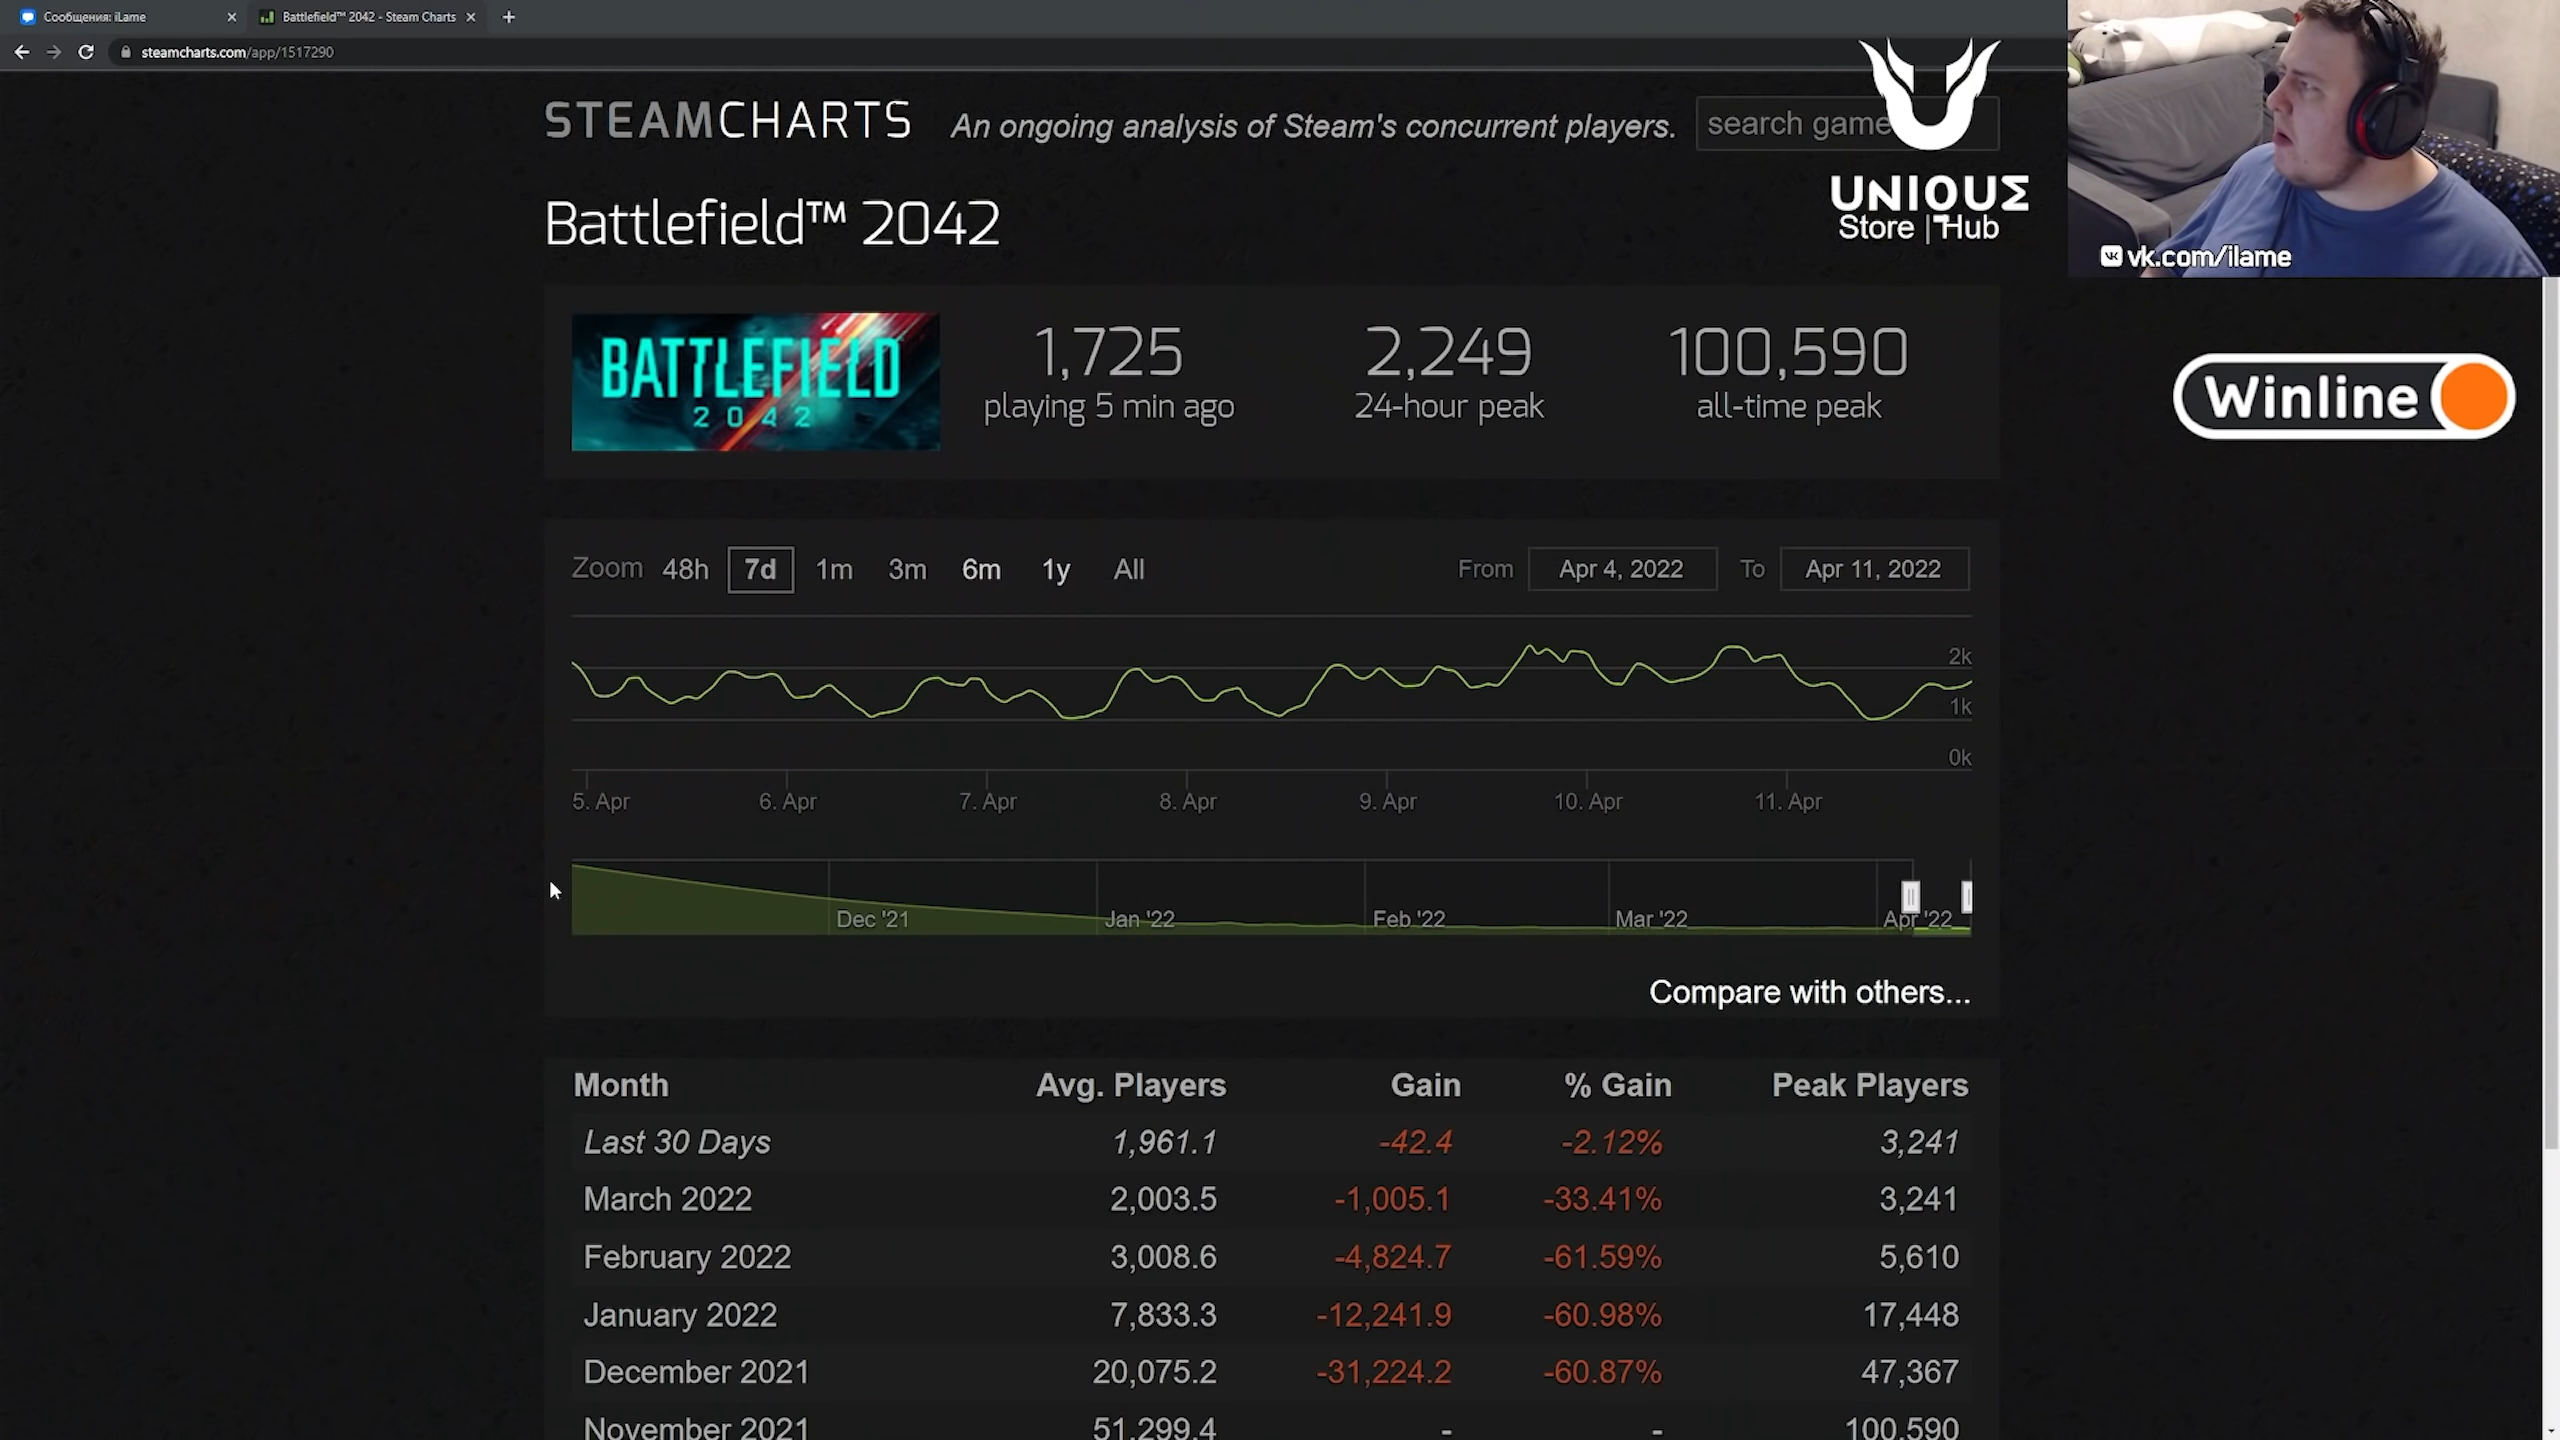 Сообщения: iLame
Battlefield™ 2042 - Steam Charts
steamcharts.com/app/1517290
STEAMCHARTS
An ongoing analysis of Steam's concurrent players.
search game
UNIQUE
Store | Hub
vk.com/ilame
Winline
Battlefield™ 2042
BATTLEFIELD
2042
1,725
playing 5 min ago
2,249
24-hour peak
100,590
all-time peak
Zoom 48h 7d 1m 3m 6m 1y All
From Apr 4, 2022 To Apr 11, 2022
2k
1k
0k
5. Apr 6. Apr 7. Apr 8. Apr 9. Apr 10. Apr 11. Apr
Dec '21 Jan '22 Feb '22 Mar '22 Apr '22
Compare with others...
Month Avg. Players Gain % Gain Peak Players
Last 30 Days 1,961.1 -42.4 -2.12% 3,241
March 2022 2,003.5 -1,005.1 -33.41% 3,241
February 2022 3,008.6 -4,824.7 -61.59% 5,610
January 2022 7,833.3 -12,241.9 -60.98% 17,448
December 2021 20,075.2 -31,224.2 -60.87% 47,367
November 2021 51,299.4 - - 100,590